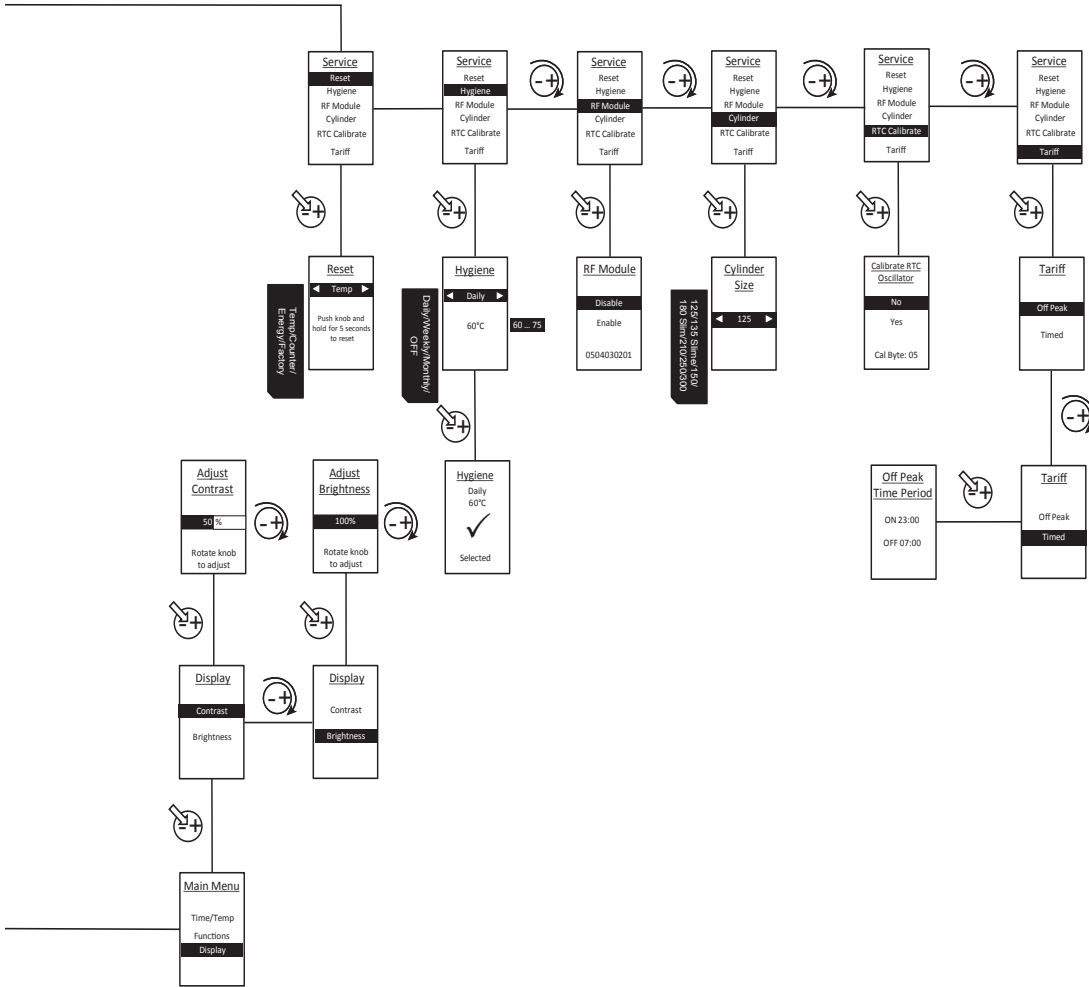 Service
Reset
Hygiene
RF Module
Cylinder
RTC Calibrate
Tariff
Service
Reset
Hygiene
RF Module
Cylinder
RTC Calibrate
Tariff
Service
Reset
Hygiene
RF Module
Cylinder
RTC Calibrate
Tariff
Service
Reset
Hygiene
RF Module
Cylinder
RTC Calibrate
Tariff
Service
Reset
Hygiene
RF Module
Cylinder
RTC Calibrate
Tariff
Service
Reset
Hygiene
RF Module
Cylinder
RTC Calibrate
Tariff
Temp/Counter/
Energy/Factory
Reset
Temp
Push knob and
hold for 5 seconds
to reset
Daily/Weekly/Monthly/
OFF
Hygiene
Daily
60°C
60 ... 75
RF Module
Disable
Enable
0504030201
125/135 Slime/150/
180 Slim/210/250/300
Cylinder
Size
125
Calibrate RTC
Oscillator
No
Yes
Cal Byte: 05
Tariff
Off Peak
Timed
Adjust
Contrast
50 %
Rotate knob
to adjust
Adjust
Brightness
100%
Rotate knob
to adjust
Hygiene
Daily
60°C
Selected
Off Peak
Time Period
ON 23:00
OFF 07:00
Tariff
Off Peak
Timed
Display
Contrast
Brightness
Display
Contrast
Brightness
Main Menu
Time/Temp
Functions
Display